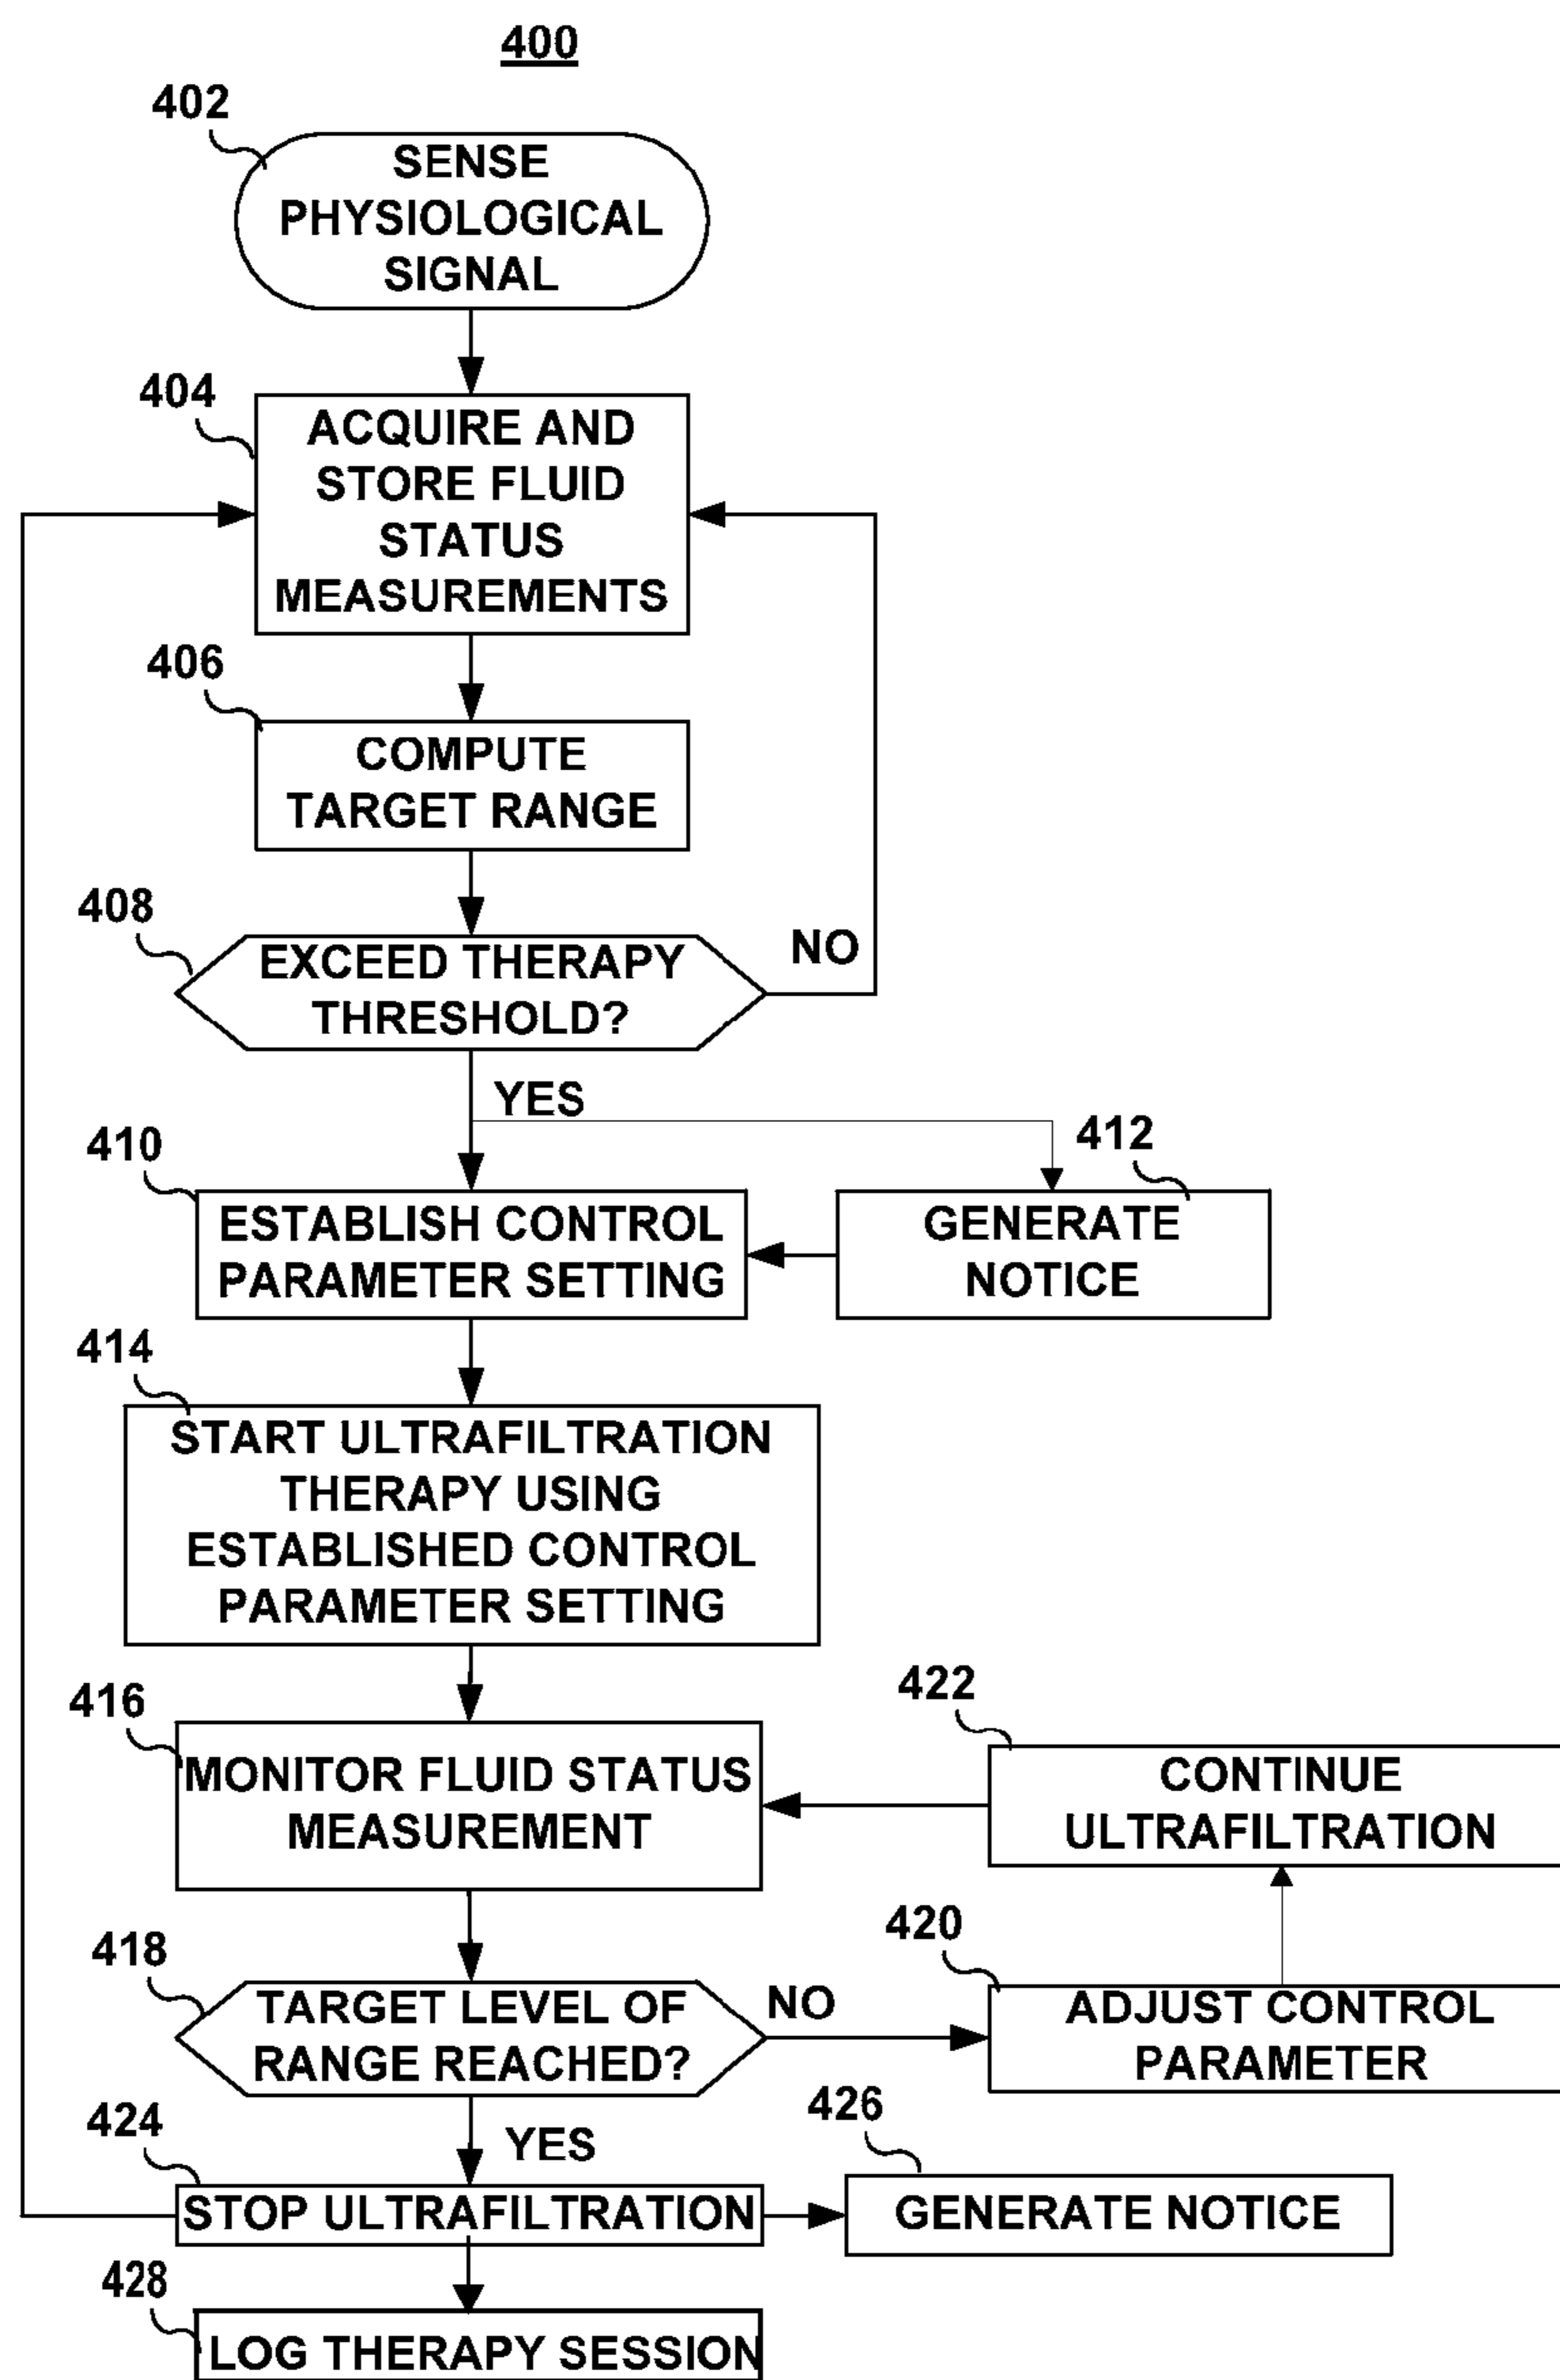 400
402
SENSE
PHYSIOLOGICAL
SIGNAL
404
ACQUIRE AND
STORE FLUID
STATUS
MEASUREMENTS
406
COMPUTE
TARGET RANGE
408
EXCEED THERAPY
THRESHOLD?
NO
YES
410
ESTABLISH CONTROL
PARAMETER SETTING
412
GENERATE
NOTICE
414
START ULTRAFILTRATION
THERAPY USING
ESTABLISHED CONTROL
PARAMETER SETTING
416
MONITOR FLUID STATUS
MEASUREMENT
422
CONTINUE
ULTRAFILTRATION
418
TARGET LEVEL OF
RANGE REACHED?
NO
420
ADJUST CONTROL
PARAMETER
YES
424
STOP ULTRAFILTRATION
426
GENERATE NOTICE
428
LOG THERAPY SESSION